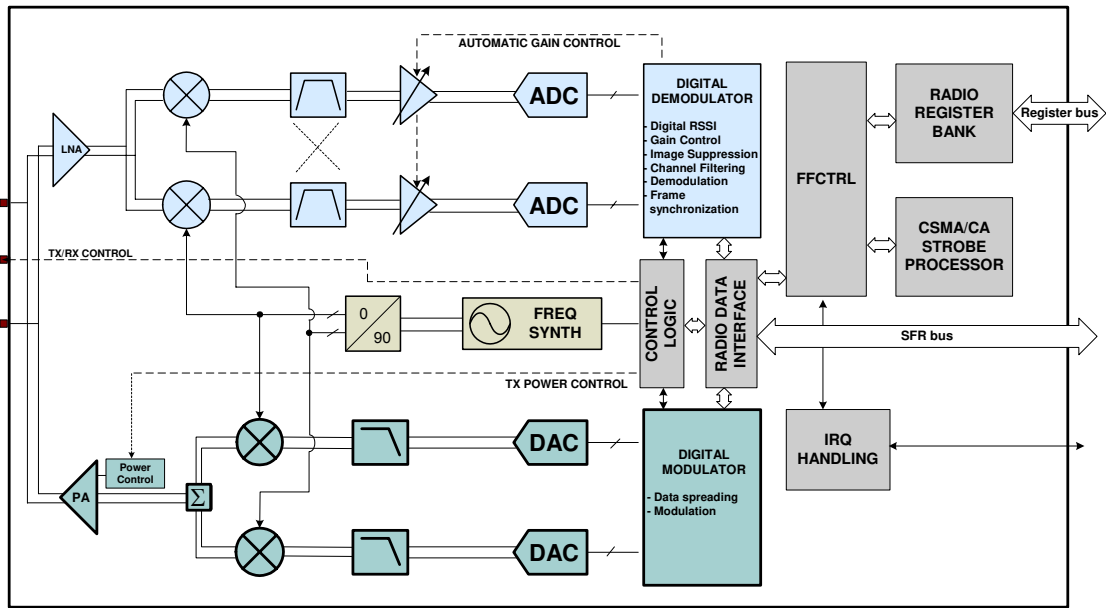 AUTOMATIC GAIN CONTROL
LNA
ADC
ADC
DIGITAL
DEMODULATOR
- Digital RSSI
- Gain Control
- Image Suppression
- Channel Filtering
- Demodulation
- Frame
synchronization
FFCTRL
RADIO
REGISTER
BANK
Register bus
CSMA/CA
STROBE
PROCESSOR
TX/RX CONTROL
0
90
FREQ
SYNTH
CONTROL
LOGIC
RADIO DATA
INTERFACE
SFR bus
TX POWER CONTROL
Power
Control
PA
Σ
DAC
DAC
DIGITAL
MODULATOR
- Data spreading
- Modulation
IRQ
HANDLING